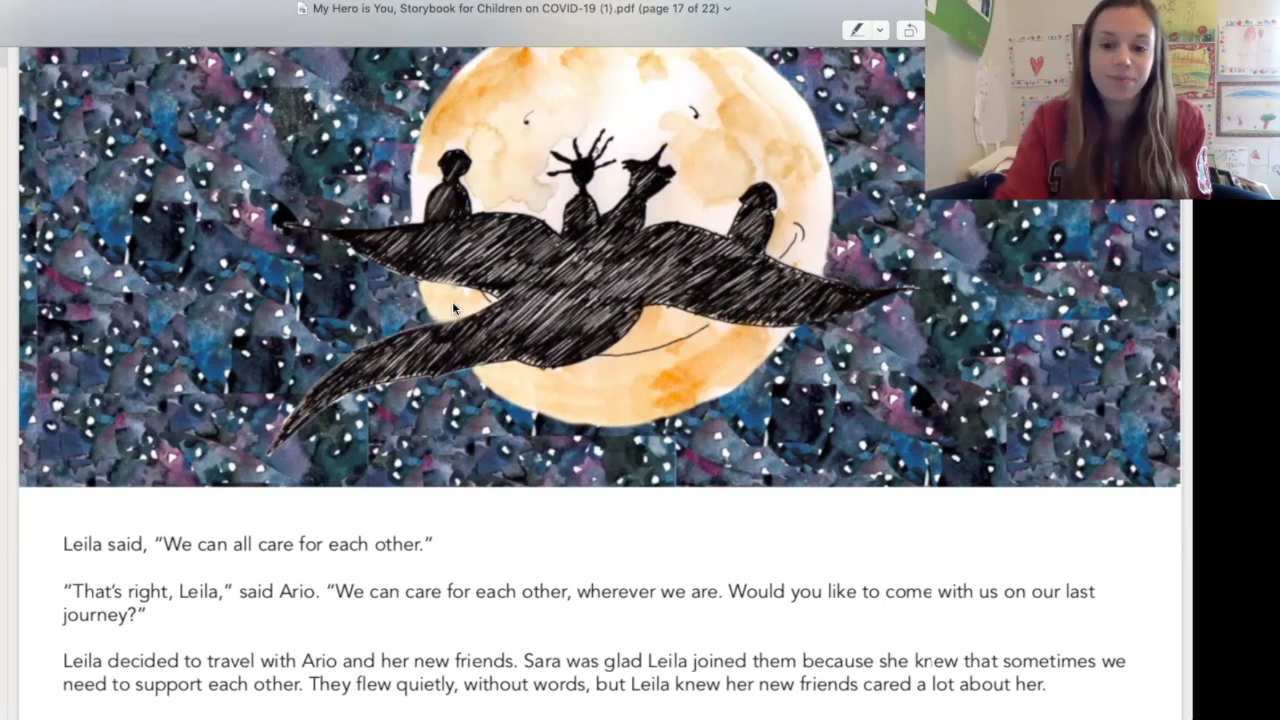 My Hero is You, Storybook for Children on COVID-19 (1).pdf (page 17 of 22)
Leila said, “We can all care for each other.”
“That’s right, Leila,” said Ario. “We can care for each other, wherever we are. Would you like to come with us on our last
journey?”
Leila decided to travel with Ario and her new friends. Sara was glad Leila joined them because she knew that sometimes we
need to support each other. They flew quietly, without words, but Leila knew her new friends cared a lot about her.